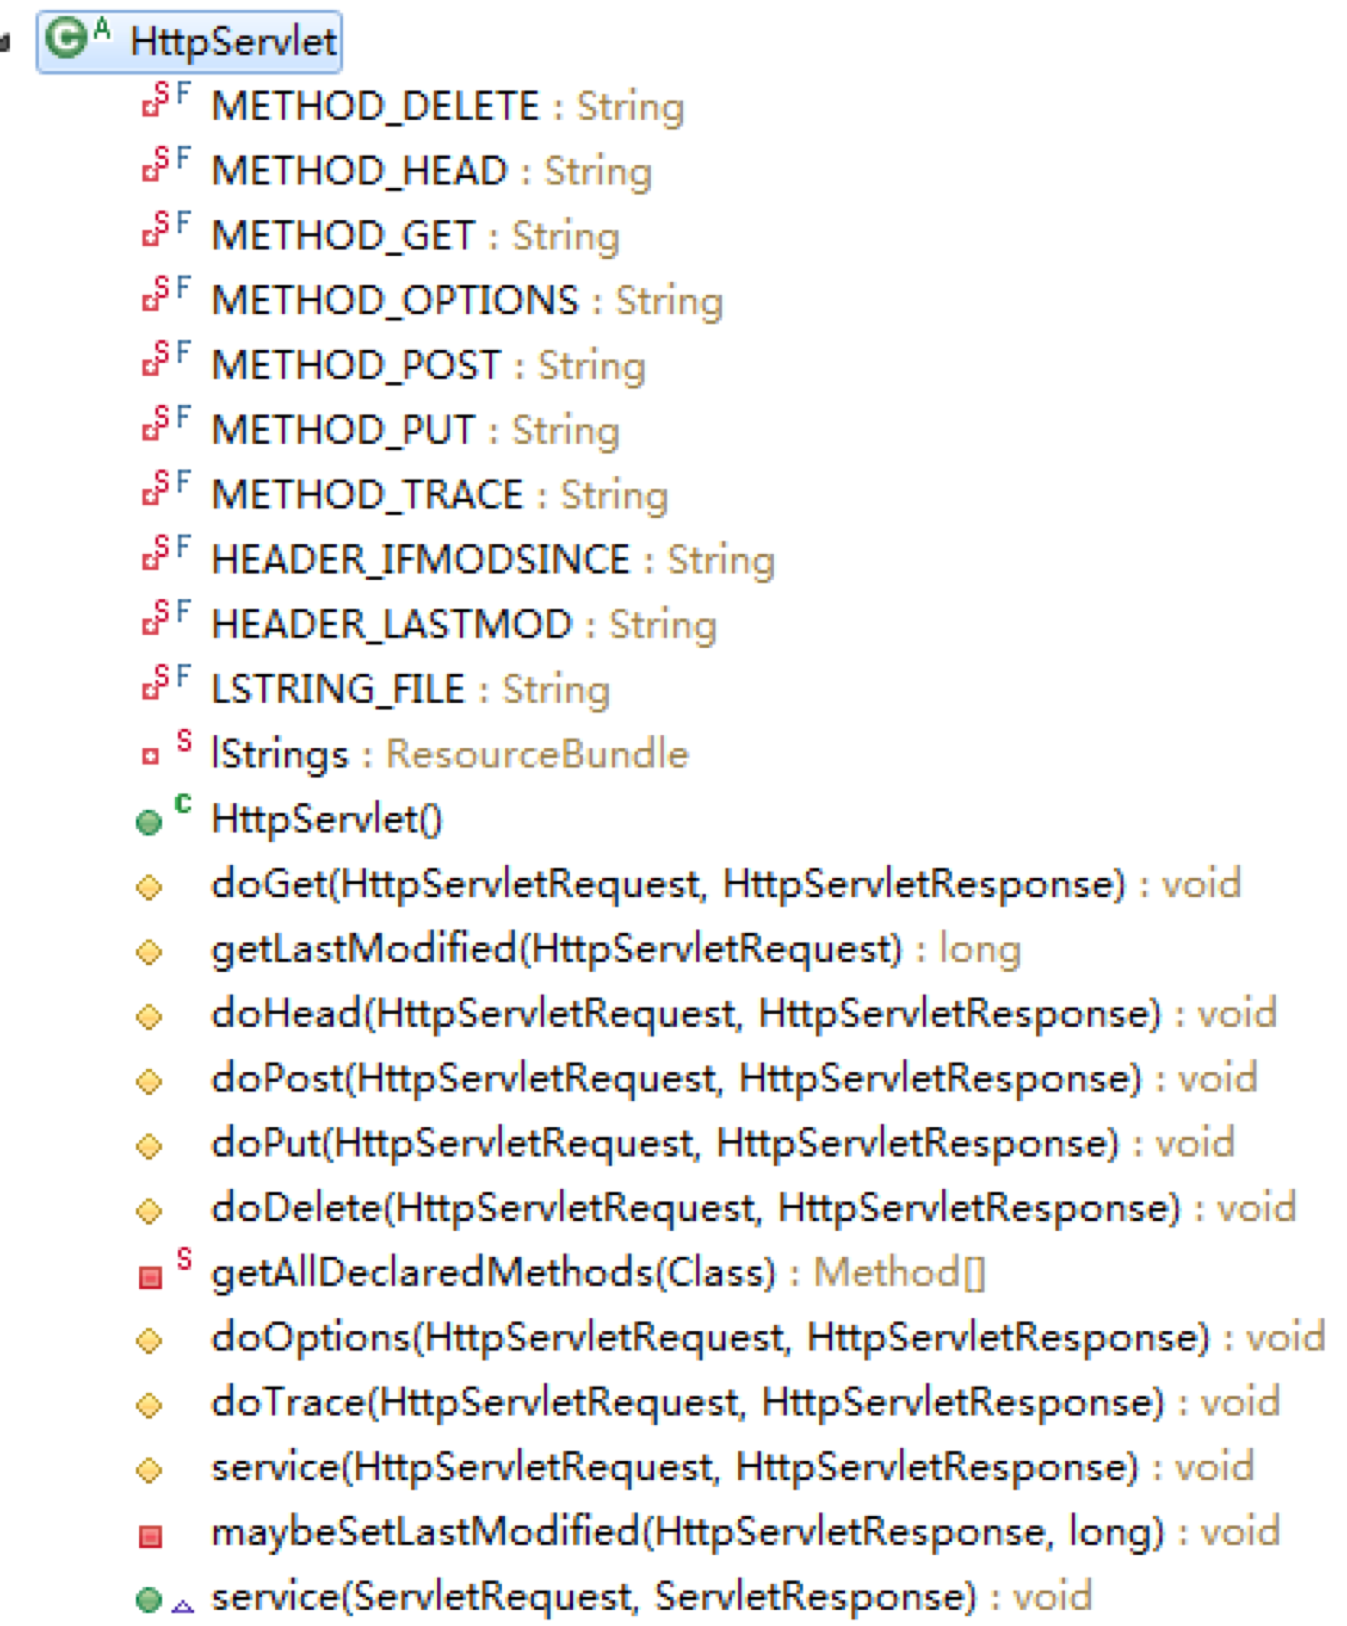 HttpServlet
METHOD_DELETE : String
METHOD_HEAD : String
METHOD_GET : String
METHOD_OPTIONS : String
METHOD_POST : String
METHOD_PUT : String
METHOD_TRACE : String
HEADER_IFMODSINCE : String
HEADER_LASTMOD : String
LSTRING_FILE : String
lStrings : ResourceBundle
HttpServlet()
doGet(HttpServletRequest, HttpServletResponse) : void
getLastModified(HttpServletRequest) : long
doHead(HttpServletRequest, HttpServletResponse) : void
doPost(HttpServletRequest, HttpServletResponse) : void
doPut(HttpServletRequest, HttpServletResponse) : void
doDelete(HttpServletRequest, HttpServletResponse) : void
getAllDeclaredMethods(Class) : Method[]
doOptions(HttpServletRequest, HttpServletResponse) : void
doTrace(HttpServletRequest, HttpServletResponse) : void
service(HttpServletRequest, HttpServletResponse) : void
maybeSetLastModified(HttpServletResponse, long) : void
service(ServletRequest, ServletResponse) : void